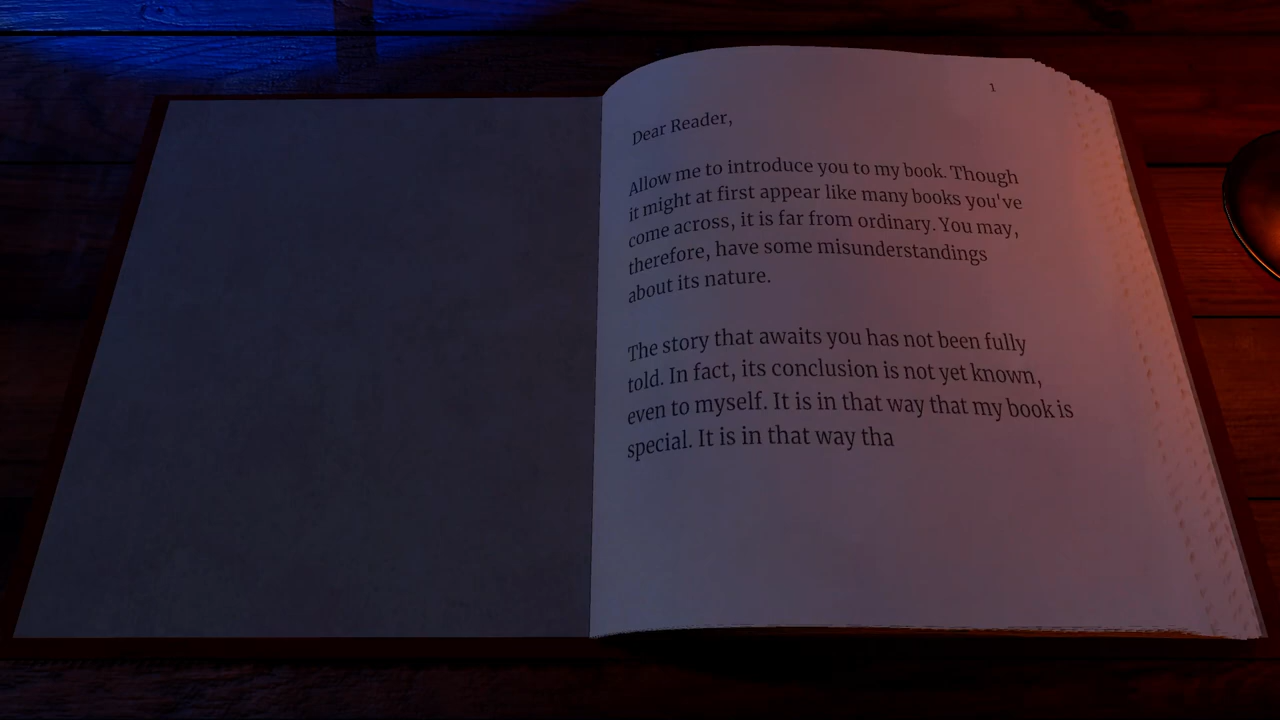 1
Dear Reader,
Allow me to introduce you to my book. Though
it might at first appear like many books you've
come across, it is far from ordinary. You may,
therefore, have some misunderstandings
about its nature.
The story that awaits you has not been fully
told. In fact, its conclusion is not yet known,
even to myself. It is in that way that my book is
special. It is in that way tha